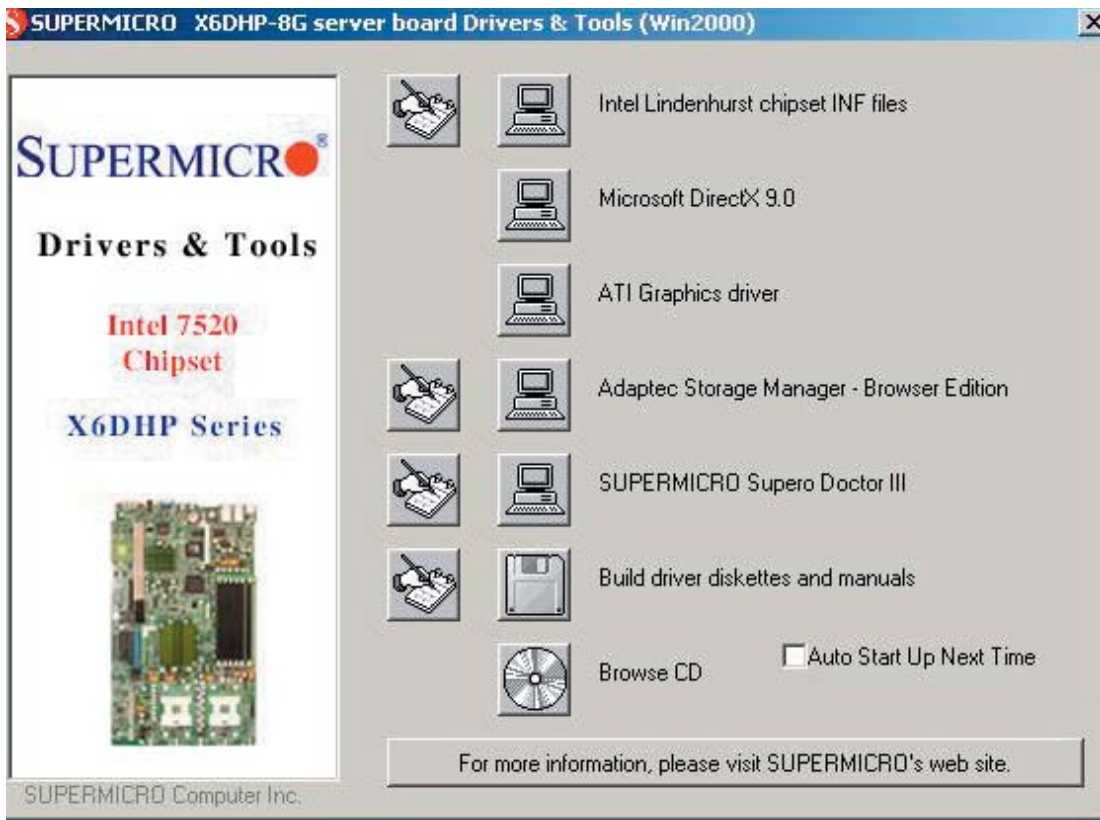 SUPERMICRO X6DHP-8G server board Drivers & Tools (Win2000)
SUPERMICRO®
Drivers & Tools
Intel 7520
Chipset
X6DHP Series
Intel Lindenhurst chipset INF files
Microsoft DirectX 9.0
ATI Graphics driver
Adaptec Storage Manager - Browser Edition
SUPERMICRO Supero Doctor III
Build driver diskettes and manuals
Browse CD
Auto Start Up Next Time
For more information, please visit SUPERMICRO's web site.
SUPERMICRO Computer Inc.